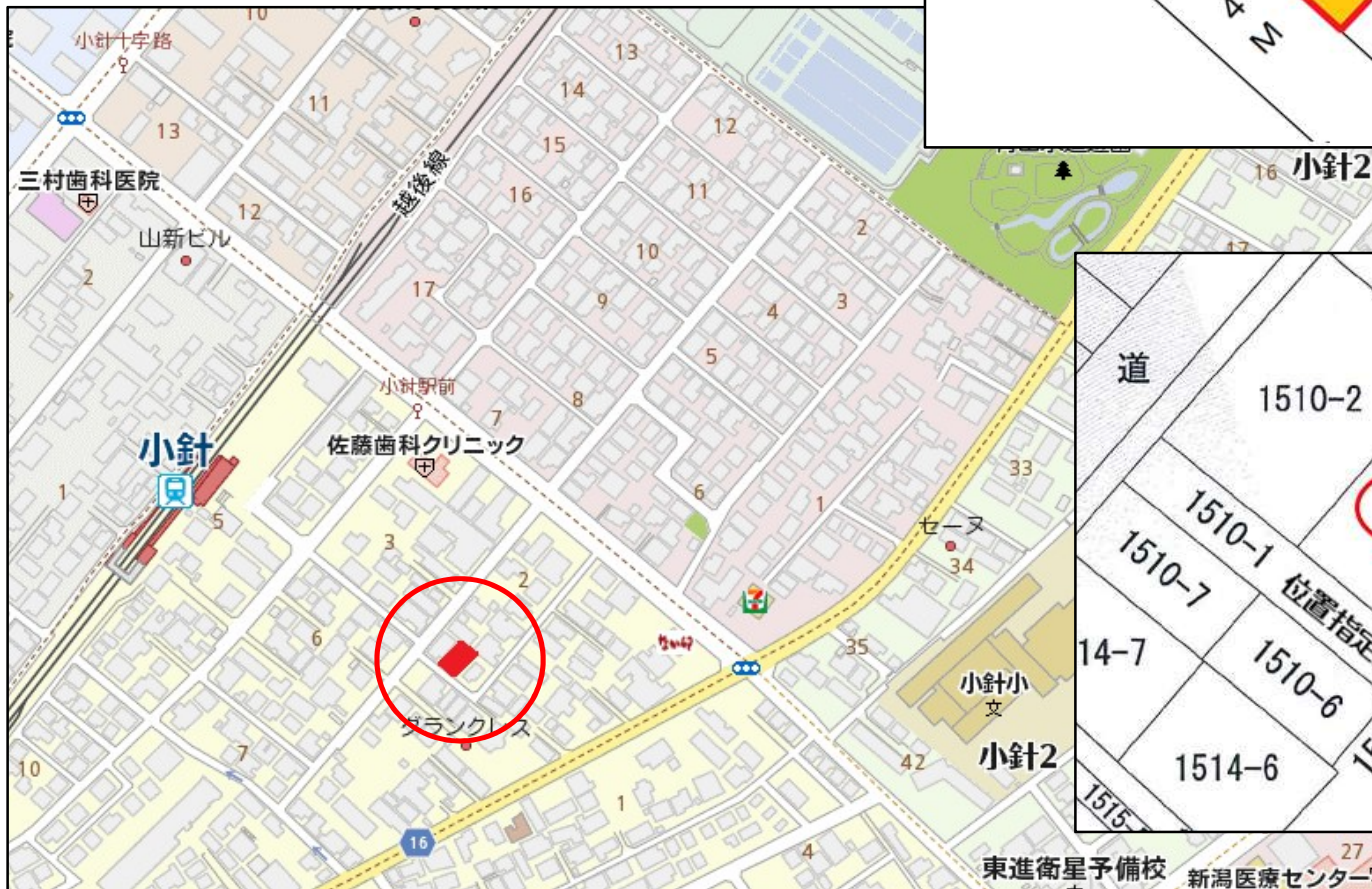 小針十字路
10
13
11
三村歯科医院
12
山新ビル
2
越後線
13
14
15
12
16
11
10
2
17
9
4
3
5
小針駅前
8
7
佐藤歯科クリニック
小針
1
5
3
6
1
33
セーヌ
34
2
6
35
グランクレス
小針小
文
7
10
42
小針2
1
16
4
東進衛星予備校
新潟医療センター
27
4 M
16
小針2
17
道
1510-2
1510-1 位置指定
1510-7
14-7
1510-6
1514-6